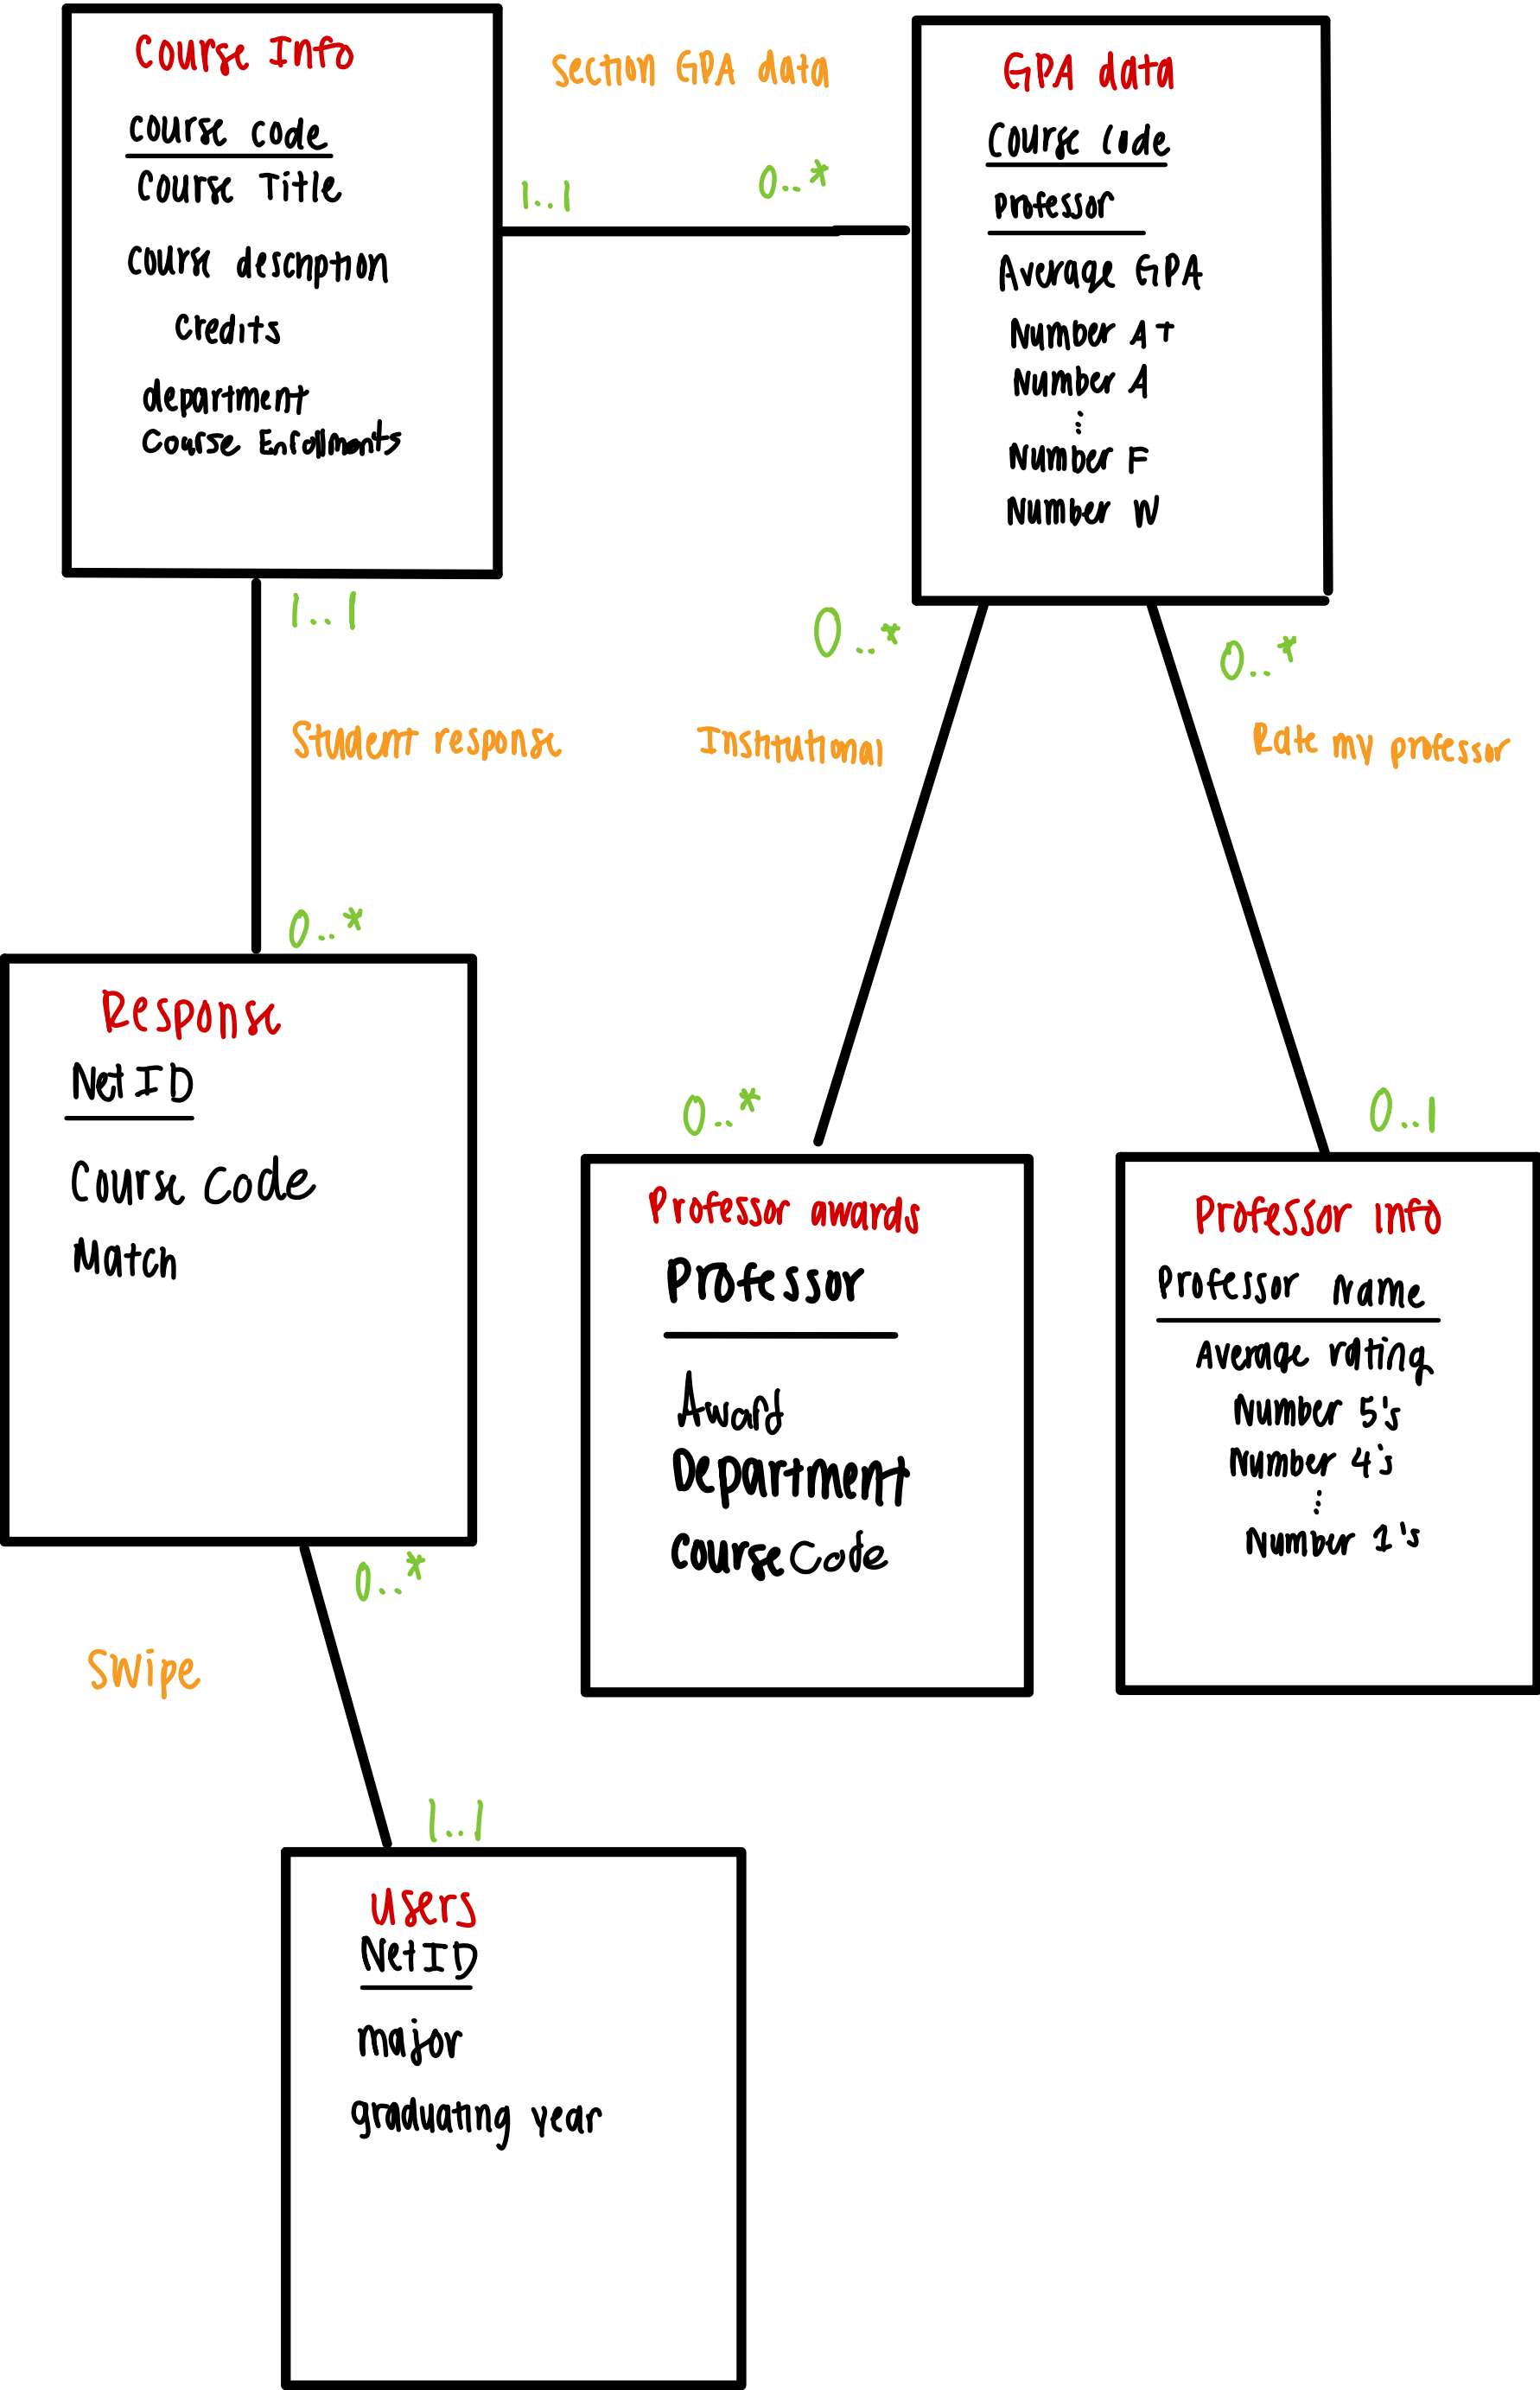 Course Info
course code
Course Title
Course description
Credits
department
Course Enrollments
Section GPA data
1..1
0..*
GPA data
Course Code
Professor
Average GPA
Number A+
Number A
⋮
Number F
Number W
1..1
Student response
0..*
0..*
Institutional
0..*
0..*
Rate my professor
0..1
Response
NetID
Course Code
Match
Professor awards
Professor
Award
Department
Course Code
Professor info
Professor name
Average rating
Number 5's
Number 4's
⋮
Number 1's
0..*
Swipe
1..1
Users
NetID
major
graduating year